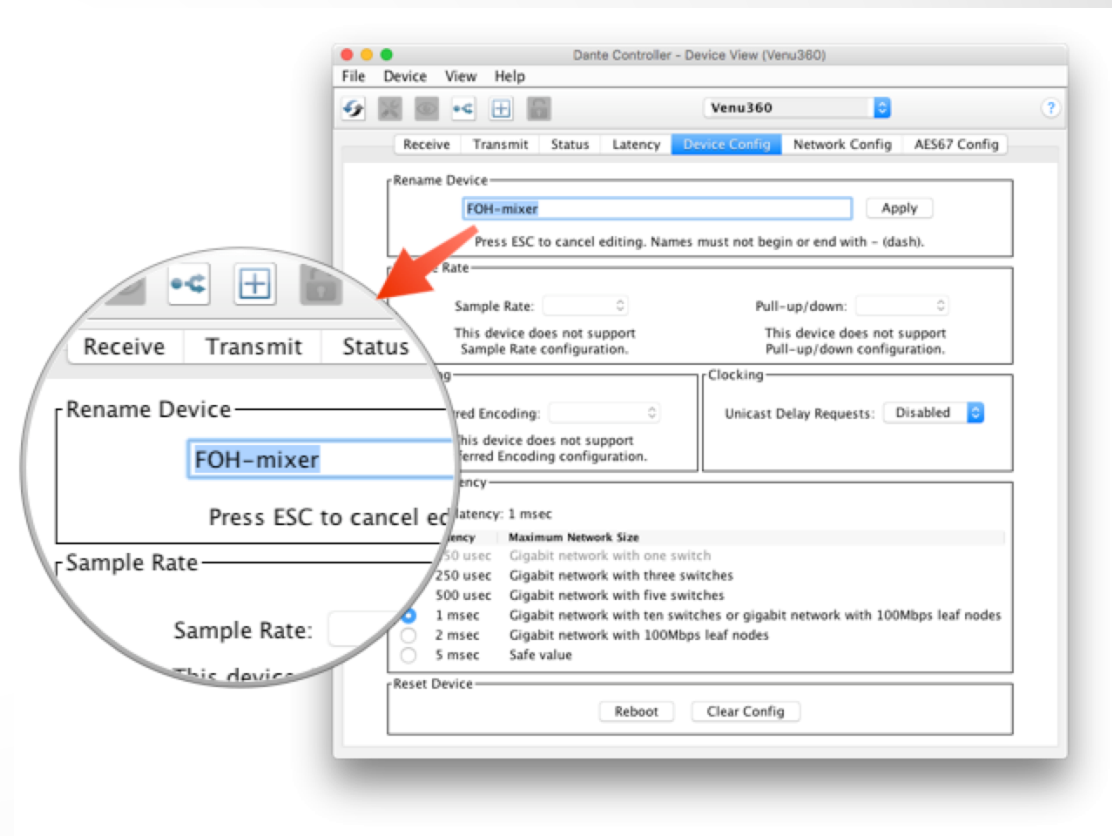 Dante Controller - Device View (Venu360)
File Device View Help
Venu360
?
Receive Transmit Status Latency Device Config Network Config AES67 Config
Rename Device
FOH-mixer
Apply
Press ESC to cancel editing. Names must not begin or end with - (dash).
Rate
Sample Rate:
Pull-up/down:
This device does not support
Sample Rate configuration.
This device does not support
Pull-up/down configuration.
Clocking
Encoding:
Unicast Delay Requests: Disabled
This device does not support
Encoding configuration.
latency: 1 msec
Maximum Network Size
usec Gigabit network with one switch
250 usec Gigabit network with three switches
500 usec Gigabit network with five switches
1 msec Gigabit network with ten switches or gigabit network with 100Mbps leaf nodes
2 msec Gigabit network with 100Mbps leaf nodes
5 msec Safe value
Reset Device
Reboot Clear Config
Receive Transmit Status
Rename Device
FOH-mixer
Press ESC to cancel
Sample Rate
Sample Rate:
This device